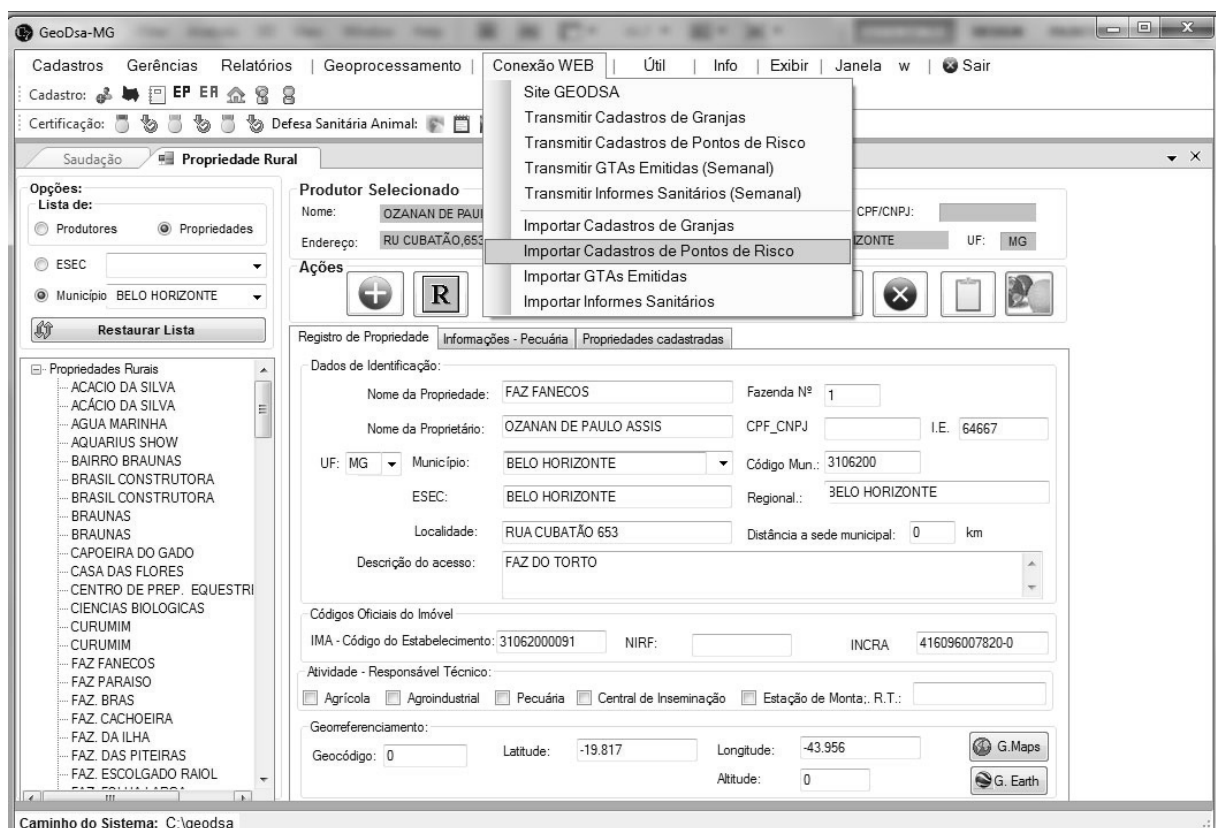 GeoDsa-MG
Cadastros Gerências Relatórios | Geoprocessamento | Conexão WEB | Útil | Info | Exibir | Janela w | Sair
Cadastro: EP ER
Certificação: Defesa Sanitária Animal:
Site GEODSA
Transmitir Cadastros de Granjas
Transmitir Cadastros de Pontos de Risco
Transmitir GTAs Emitidas (Semanal)
Transmitir Informes Sanitários (Semanal)
Importar Cadastros de Granjas
Importar Cadastros de Pontos de Risco
Importar GTAs Emitidas
Importar Informes Sanitários
Saudação Propriedade Rural
Opções:
Lista de:
Produtores Propriedades
ESEC
Município BELO HORIZONTE
Restaurar Lista
Propriedades Rurais
ACACIO DA SILVA
ACÁCIO DA SILVA
AGUA MARINHA
AQUARIUS SHOW
BAIRRO BRAUNAS
BRASIL CONSTRUTORA
BRASIL CONSTRUTORA
BRAUNAS
BRAUNAS
CAPOEIRA DO GADO
CASA DAS FLORES
CENTRO DE PREP. EQUESTRI
CIENCIAS BIOLOGICAS
CURUMIM
CURUMIM
FAZ FANECOS
FAZ PARAISO
FAZ. BRAS
FAZ. CACHOEIRA
FAZ. DA ILHA
FAZ. DAS PITEIRAS
FAZ. ESCOLGADO RAIOL
Produtor Selecionado
Nome: OZANAN DE PAUL CPF/CNPJ:
Endereço: RU CUBATÃO,653 ZONTE UF: MG
Ações
R
Registro de Propriedade Informações - Pecuária Propriedades cadastradas
Dados de Identificação:
Nome da Propriedade: FAZ FANECOS Fazenda Nº 1
Nome da Proprietário: OZANAN DE PAULO ASSIS CPF_CNPJ I.E. 64667
UF: MG Município: BELO HORIZONTE Código Mun.: 3106200
ESEC: BELO HORIZONTE Regional.: BELO HORIZONTE
Localidade: RUA CUBATÃO 653 Distância a sede municipal: 0 km
Descrição do acesso: FAZ DO TORTO
Códigos Oficiais do Imóvel
IMA - Código do Estabelecimento: 31062000091 NIRF: INCRA 416096007820-0
Atividade - Responsável Técnico:
Agrícola Agroindustrial Pecuária Central de Inseminação Estação de Monta;. R.T.:
Georreferenciamento:
Geocódigo: 0 Latitude: -19.817 Longitude: -43.956 G.Maps
Altitude: 0 G. Earth
Caminho do Sistema: C:\geodsa